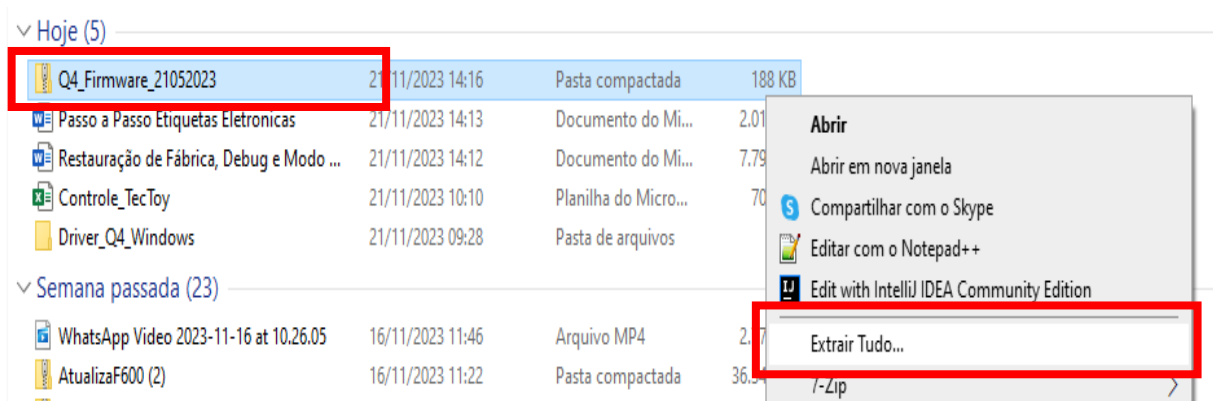 Hoje (5)
Q4_Firmware_21052023 21/11/2023 14:16 Pasta compactada 188 KB
Passo a Passo Etiquetas Eletronicas 21/11/2023 14:13 Documento do Mi... 2.01
Restauração de Fábrica, Debug e Modo ... 21/11/2023 14:12 Documento do Mi... 7.79
Controle_TecToy 21/11/2023 10:10 Planilha do Micro... 70
Driver_Q4_Windows 21/11/2023 09:28 Pasta de arquivos
Semana passada (23)
WhatsApp Video 2023-11-16 at 10.26.05 16/11/2023 11:46 Arquivo MP4
AtualizaF600 (2) 16/11/2023 11:22 Pasta compactada
Abrir
Abrir em nova janela
Compartilhar com o Skype
Editar com o Notepad++
Edit with IntelliJ IDEA Community Edition
Extrair Tudo...
7-Zip